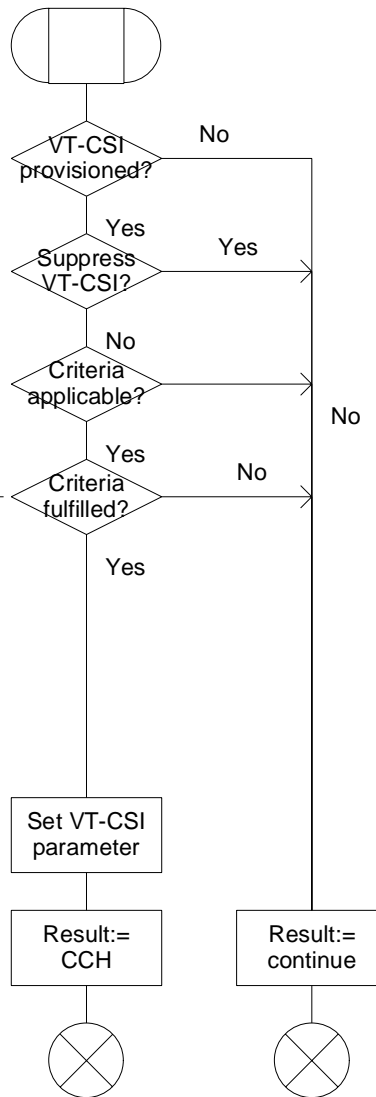 No
VT-CSI
provisioned?
Yes
Yes
Suppress
VT-CSI?
No
Criteria
applicable?
No
Yes
No
Criteria
fulfilled?
Yes
Set VT-CSI
parameter
Result:=
CCH
Result:=
continue